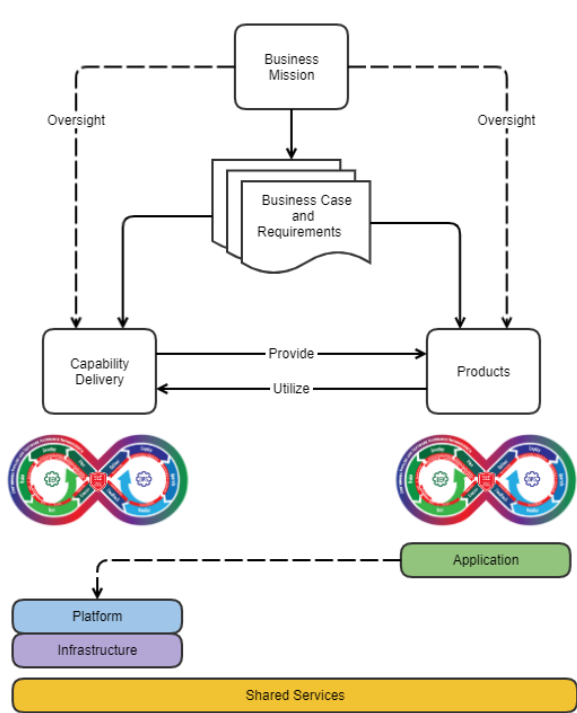 Business
Mission
Oversight
Oversight
Business Case
and
Requirements
Capability
Delivery
Provide
Utilize
Products
Application
Platform
Infrastructure
Shared Services